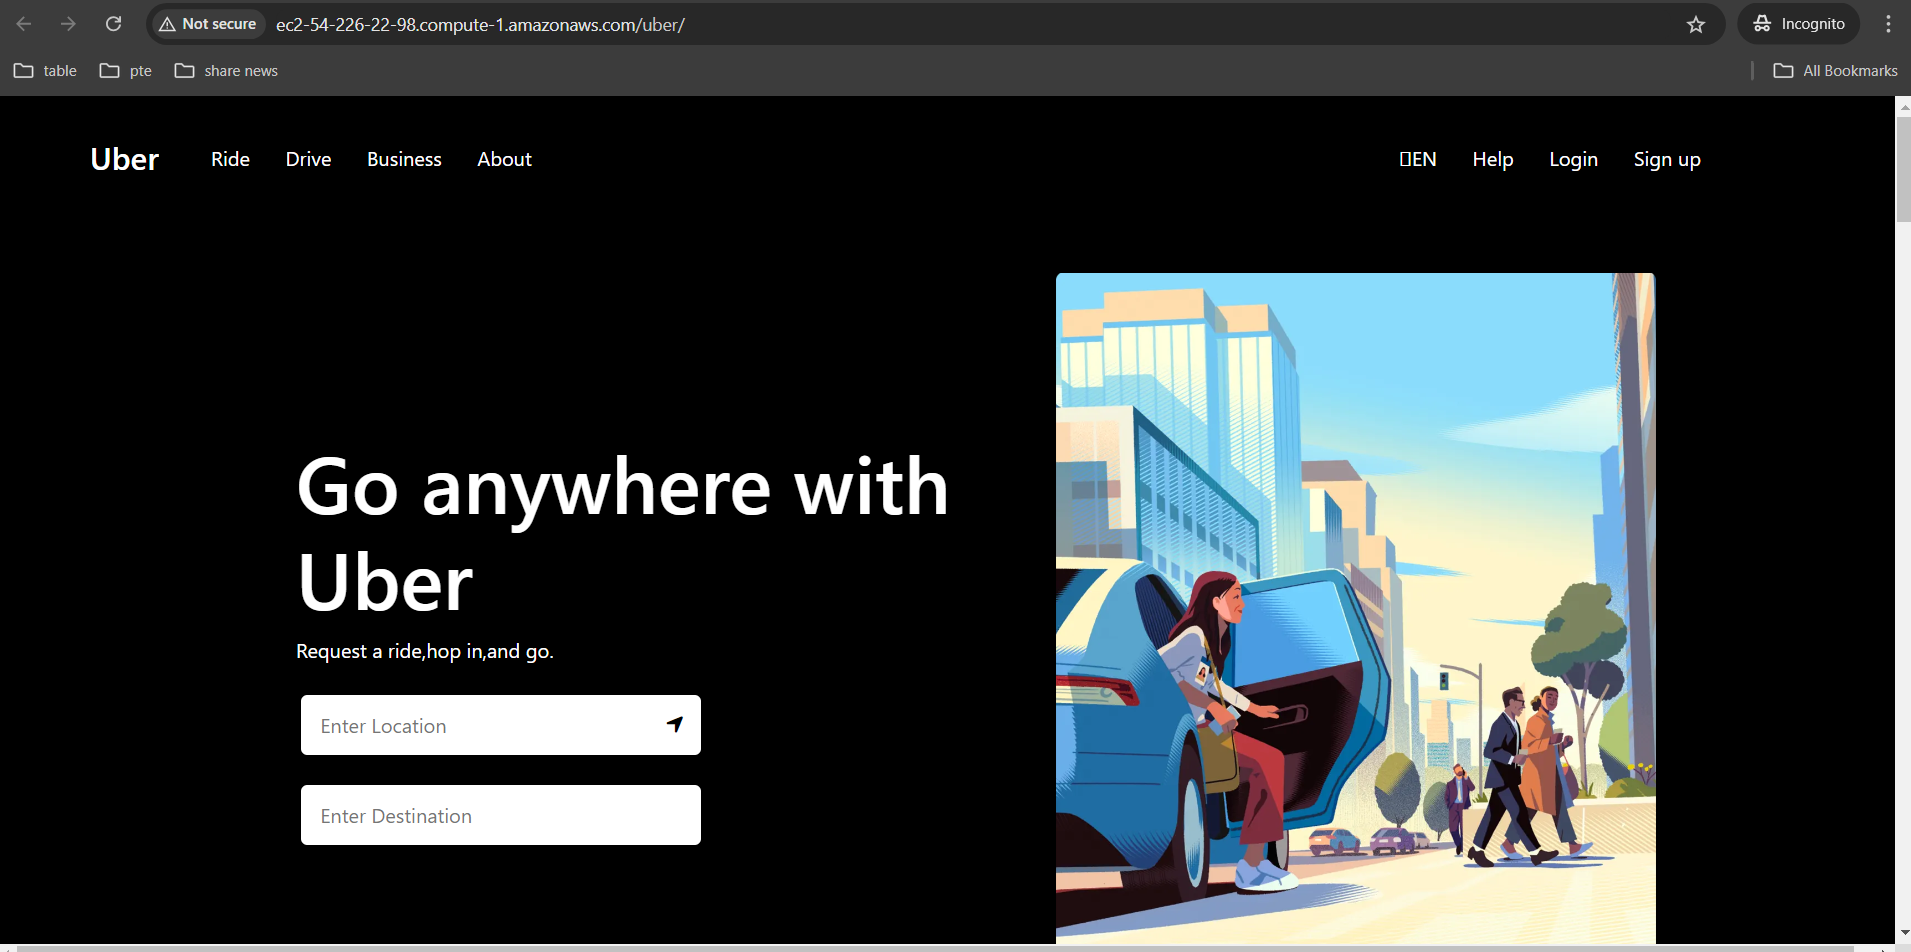 Not secure ec2-54-226-22-98.compute-1.amazonaws.com/uber/ Incognito
table pte share news All Bookmarks
Uber Ride Drive Business About EN Help Login Sign up
Go anywhere with
Uber
Request a ride,hop in,and go.
Enter Location
Enter Destination